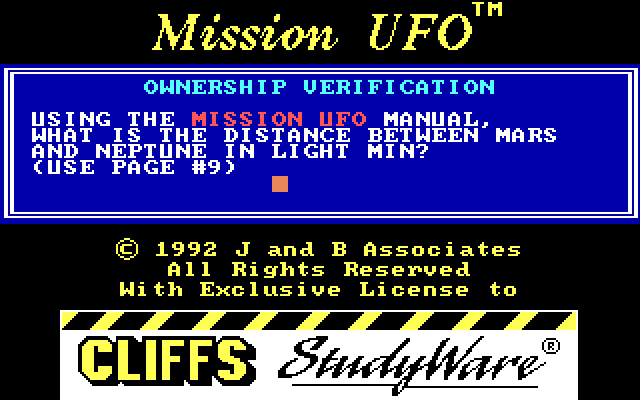 Mission UFO™
OWNERSHIP VERIFICATION
USING THE MISSION UFO MANUAL,
WHAT IS THE DISTANCE BETWEEN MARS
AND NEPTUNE IN LIGHT MIN?
(USE PAGE #9)
© 1992 J and B Associates
All Rights Reserved
With Exclusive License to
CLIFFS StudyWare®